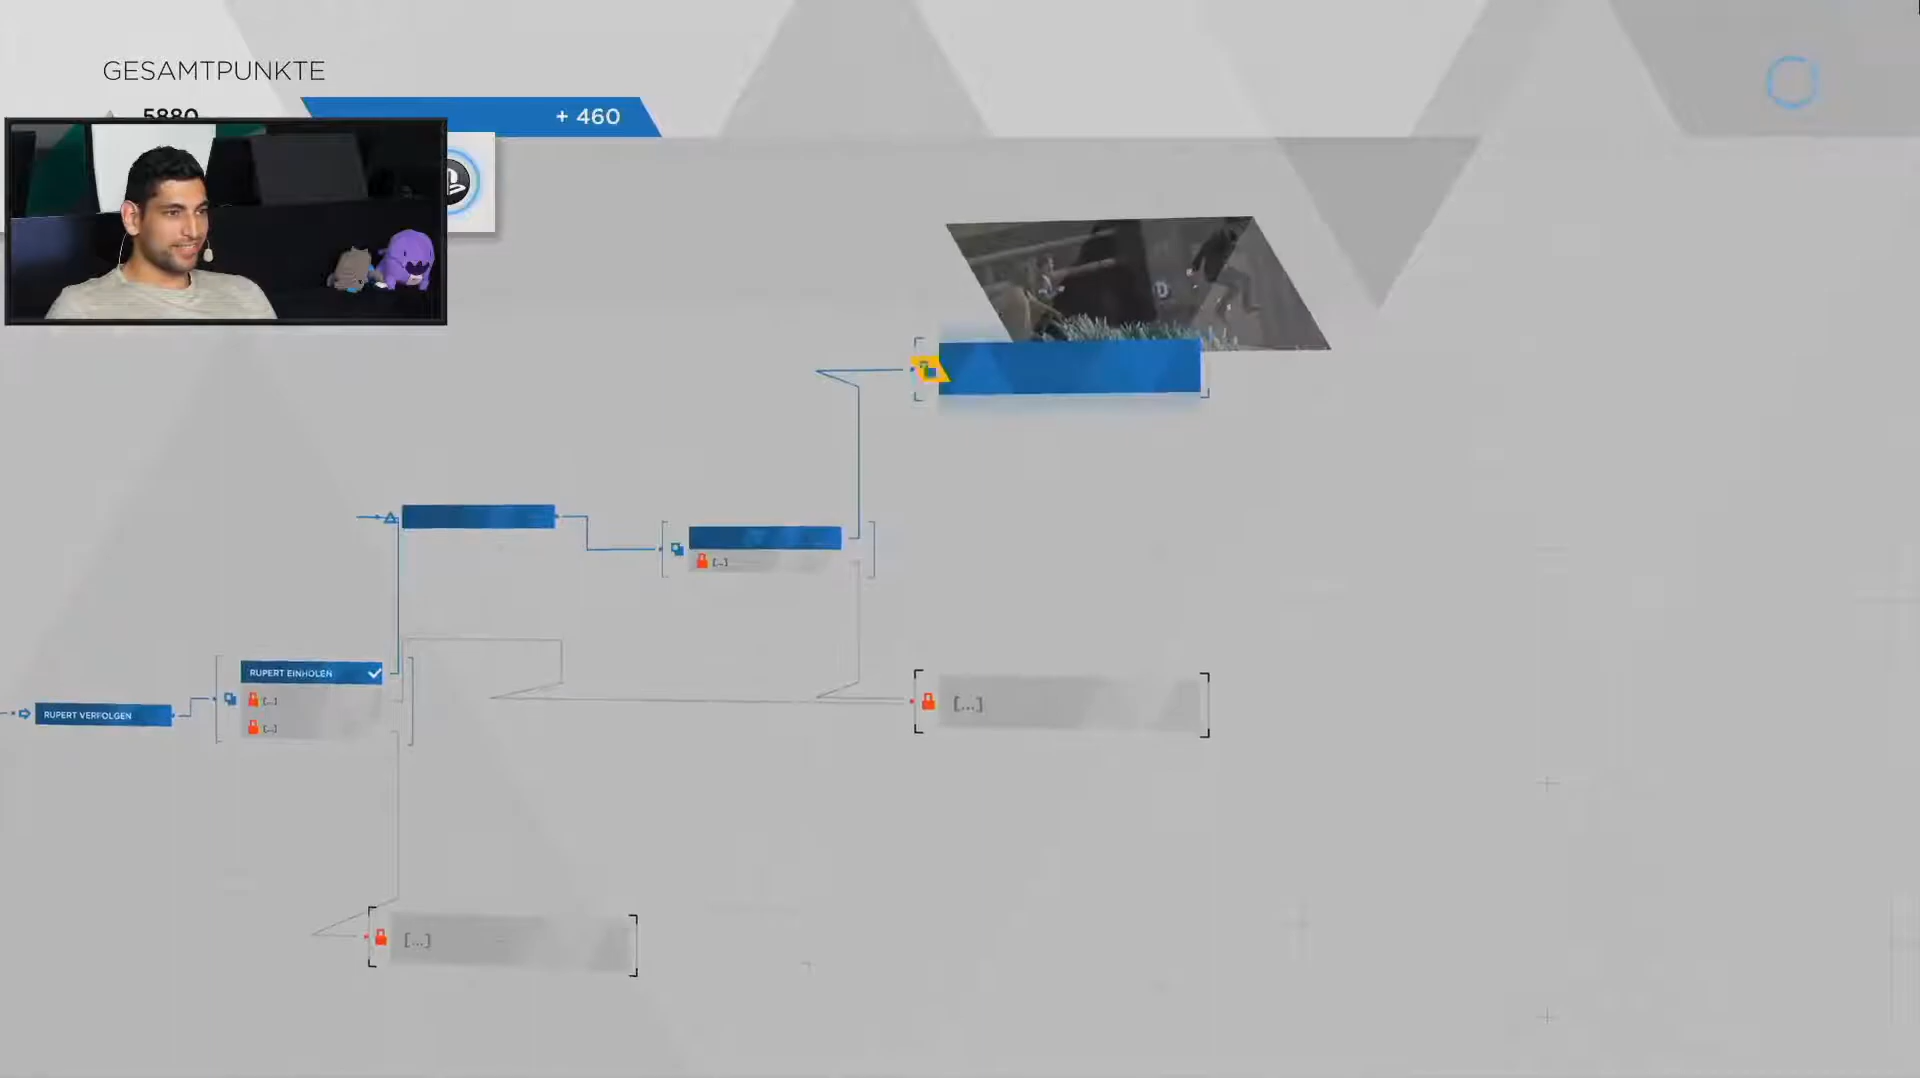 GESAMTPUNKTE
5880
+ 460
[...]
RUPERT EINHOLEN
[...]
[...]
RUPERT VERFOLGEN
[...]
[...]